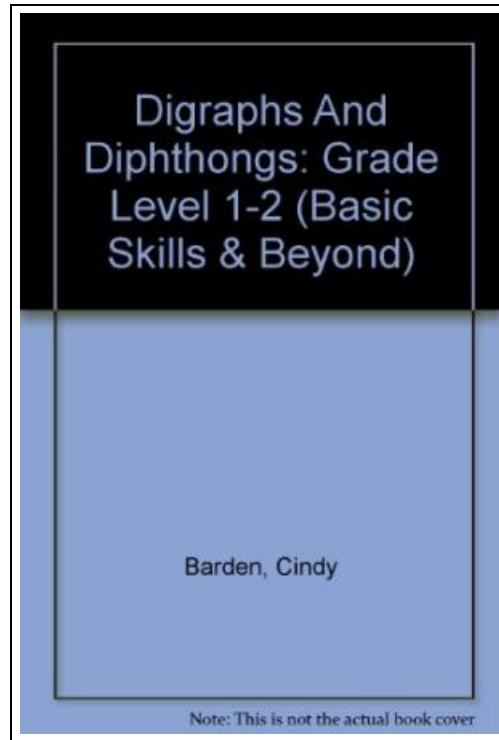 Digraphs And
Diphthongs: Grade
Level 1-2 (Basic
Skills & Beyond)
Barden, Cindy
Note: This is not the actual book cover